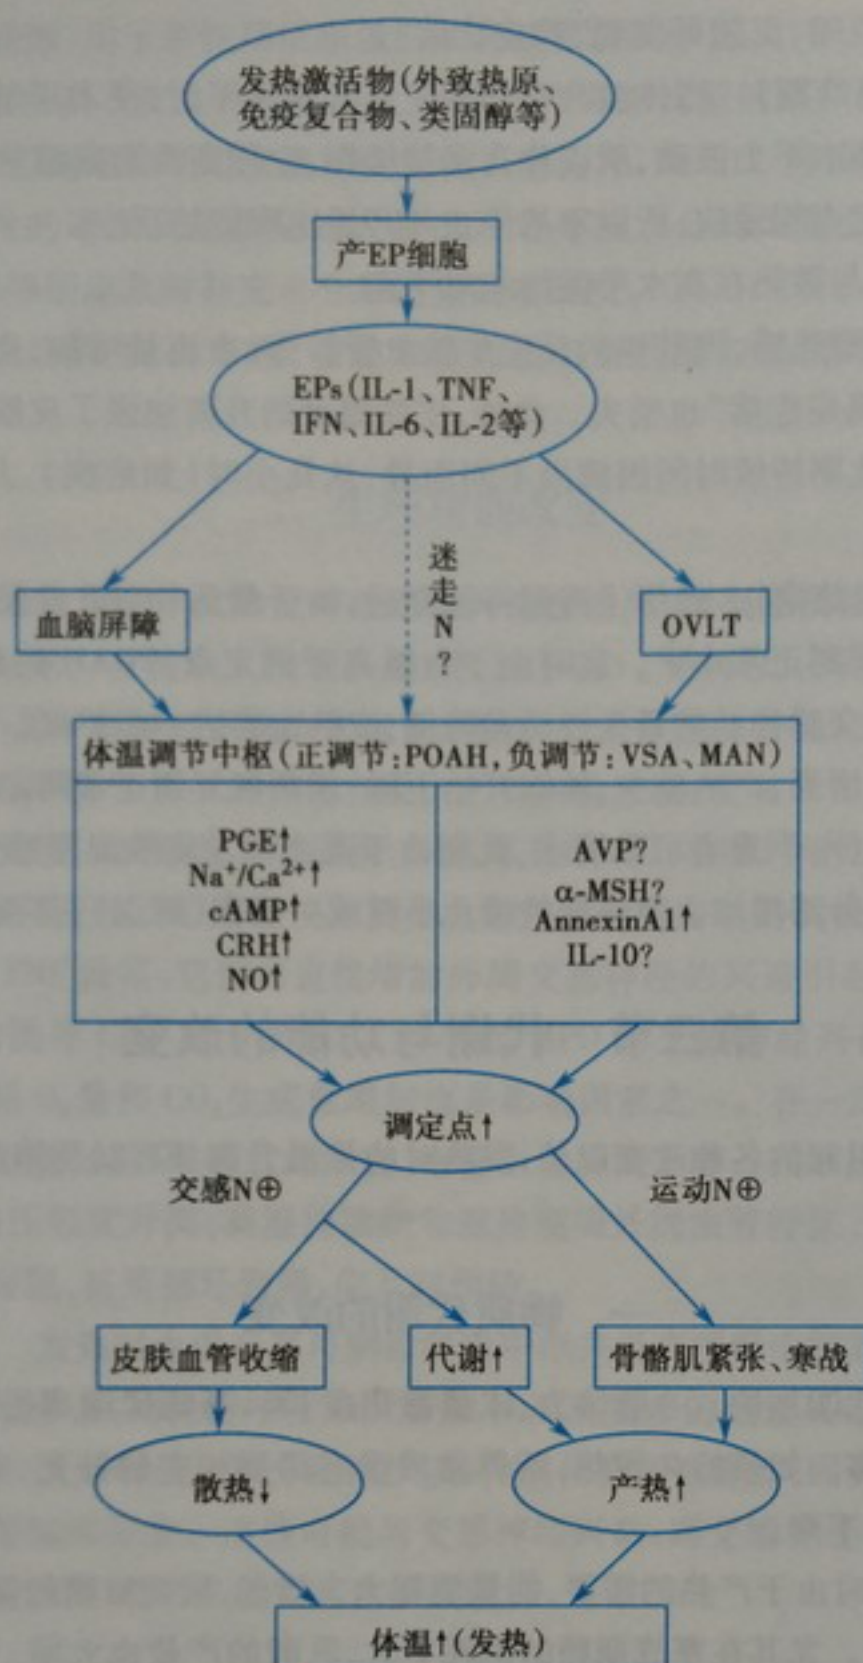 发热激活物(外致热原、
免疫复合物、类固醇等)
产EP细胞
EPs(IL-1、TNF、
IFN、IL-6、IL-2等)
迷
走
N
?
血脑屏障
OVLT
体温调节中枢(正调节:POAH,负调节:VSA、MAN)
PGE↑
Na⁺/Ca²⁺↑
cAMP↑
CRH↑
NO↑
AVP?
α-MSH?
AnnexinA1↑
IL-10?
调定点↑
交感N⊕
运动N⊕
皮肤血管收缩
代谢↑
骨骼肌紧张、寒战
散热↓
产热↑
体温↑(发热)